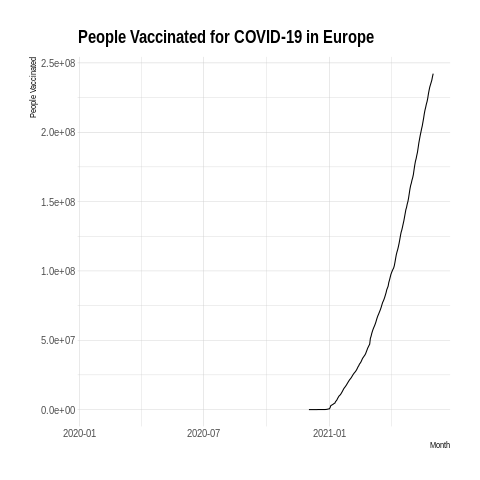 People Vaccinated for COVID-19 in Europe
People Vaccinated
2.5e+08
2.0e+08
1.5e+08
1.0e+08
5.0e+07
0.0e+00
2020-01 2020-07 2021-01
Month